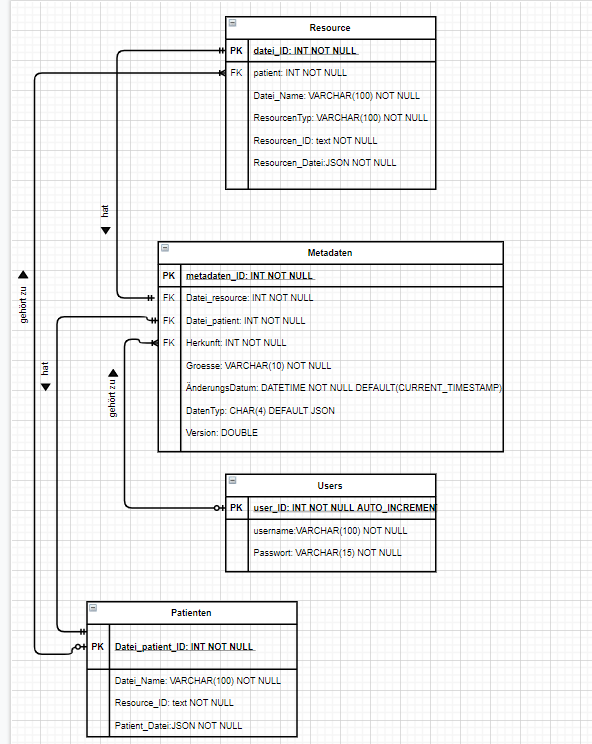 Resource
PK datei_ID: INT NOT NULL
FK patient: INT NOT NULL
Datei_Name: VARCHAR(100) NOT NULL
ResourcenTyp: VARCHAR(100) NOT NULL
Resourcen_ID: text NOT NULL
Resourcen_Datei:JSON NOT NULL
hat
gehört zu
Metadaten
PK metadaten_ID: INT NOT NULL
FK Datei_resource: INT NOT NULL
FK Datei_patient: INT NOT NULL
FK Herkunft: INT NOT NULL
Groesse: VARCHAR(10) NOT NULL
ÄnderungsDatum: DATETIME NOT NULL DEFAULT(CURRENT_TIMESTAMP)
DatenTyp: CHAR(4) DEFAULT JSON
Version: DOUBLE
hat
gehört zu
Users
PK user_ID: INT NOT NULL AUTO_INCREMEN
username:VARCHAR(100) NOT NULL
Passwort: VARCHAR(15) NOT NULL
Patienten
PK Datei_patient_ID: INT NOT NULL
Datei_Name: VARCHAR(100) NOT NULL
Resource_ID: text NOT NULL
Patient_Datei:JSON NOT NULL